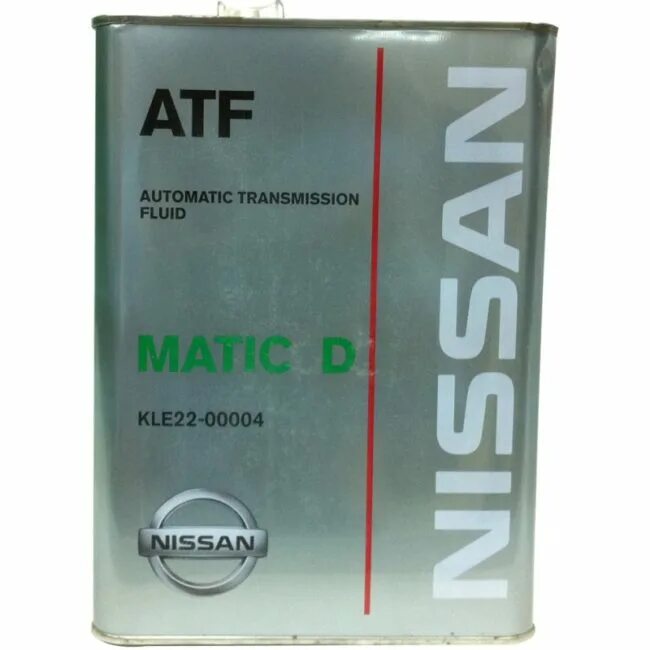 ATF
AUTOMATIC TRANSMISSION
FLUID
MATIC D
KLE22-00004
NISSAN
NISSAN